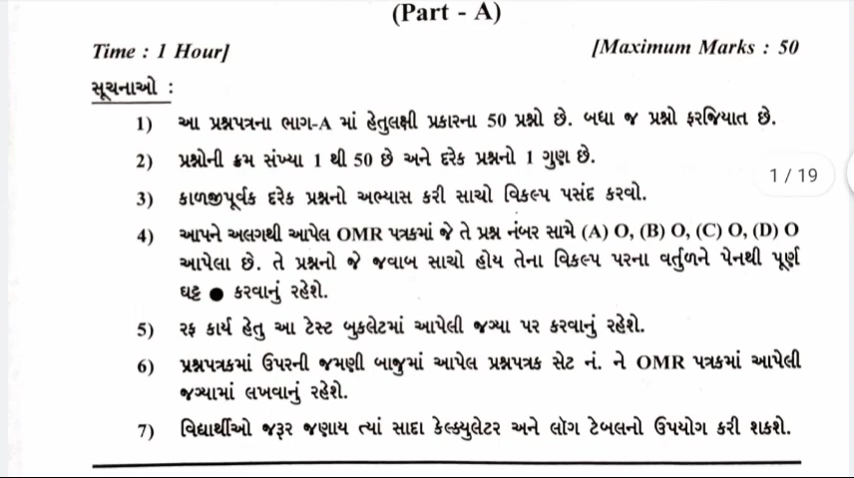 (Part - A)
Time : 1 Hour] [Maximum Marks : 50
સૂચનાઓ :
1) આ પ્રશ્નપત્રના ભાગ-A માં હેતુલક્ષી પ્રકારના 50 પ્રશ્નો છે. બધા જ પ્રશ્નો ફરજિયાત છે.
2) પ્રશ્નોની ક્રમ સંખ્યા 1 થી 50 છે અને દરેક પ્રશ્નનો 1 ગુણ છે.
1 / 19
3) કાળજીપૂર્વક દરેક પ્રશ્નનો અભ્યાસ કરી સાચો વિકલ્પ પસંદ કરવો.
4) આપને અલગથી આપેલ OMR પત્રકમાં જે તે પ્રશ્ન નંબર સામે (A) O, (B) O, (C) O, (D) O
આપેલા છે. તે પ્રશ્નનો જે જવાબ સાચો હોય તેના વિકલ્પ પરના વર્તુળને પેનથી પૂર્ણ
ઘટ્ટ ● કરવાનું રહેશે.
5) રફ કાર્ય હેતુ આ ટેસ્ટ બુકલેટમાં આપેલી જગ્યા પર કરવાનું રહેશે.
6) પ્રશ્નપત્રકમાં ઉપરની જમણી બાજુમાં આપેલ પ્રશ્નપત્રક સેટ નં. ને OMR પત્રકમાં આપેલી
જગ્યામાં લખવાનું રહેશે.
7) વિદ્યાર્થીઓ જરૂર જણાય ત્યાં સાદા કેલ્ક્યુલેટર અને લૉગ ટેબલનો ઉપયોગ કરી શકશે.